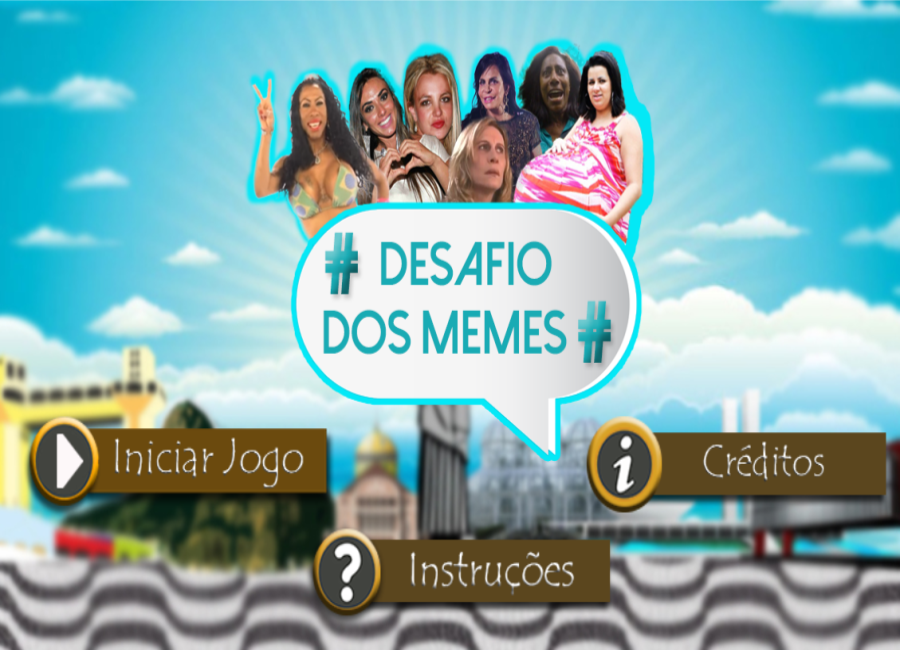 # DESAFIO
DOS MEMES #
Iniciar Jogo
Créditos
Instruções